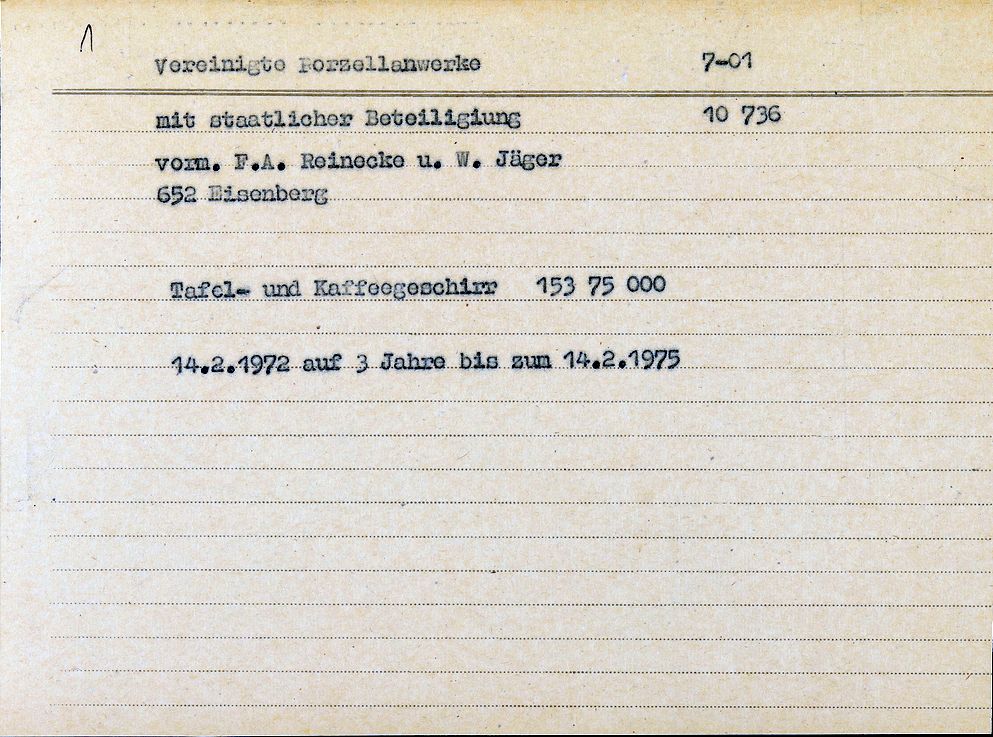 1
Vereinigte Porzellanwerke 7-01
mit staatlicher Beteiligiung 10 736
vorm. F.A. Reinecke u. W. Jäger
652 Eisenberg
Tafel- und Kaffeegeschirr 153 75 000
14.2.1972 auf 3 Jahre bis zum 14.2.1975